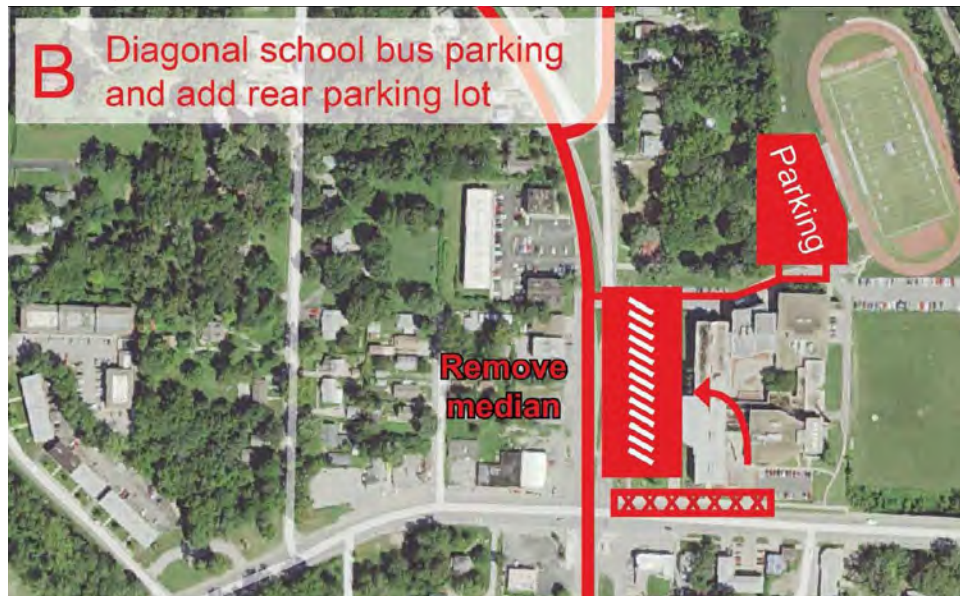 B
Diagonal school bus parking
and add rear parking lot
Parking
Remove
median